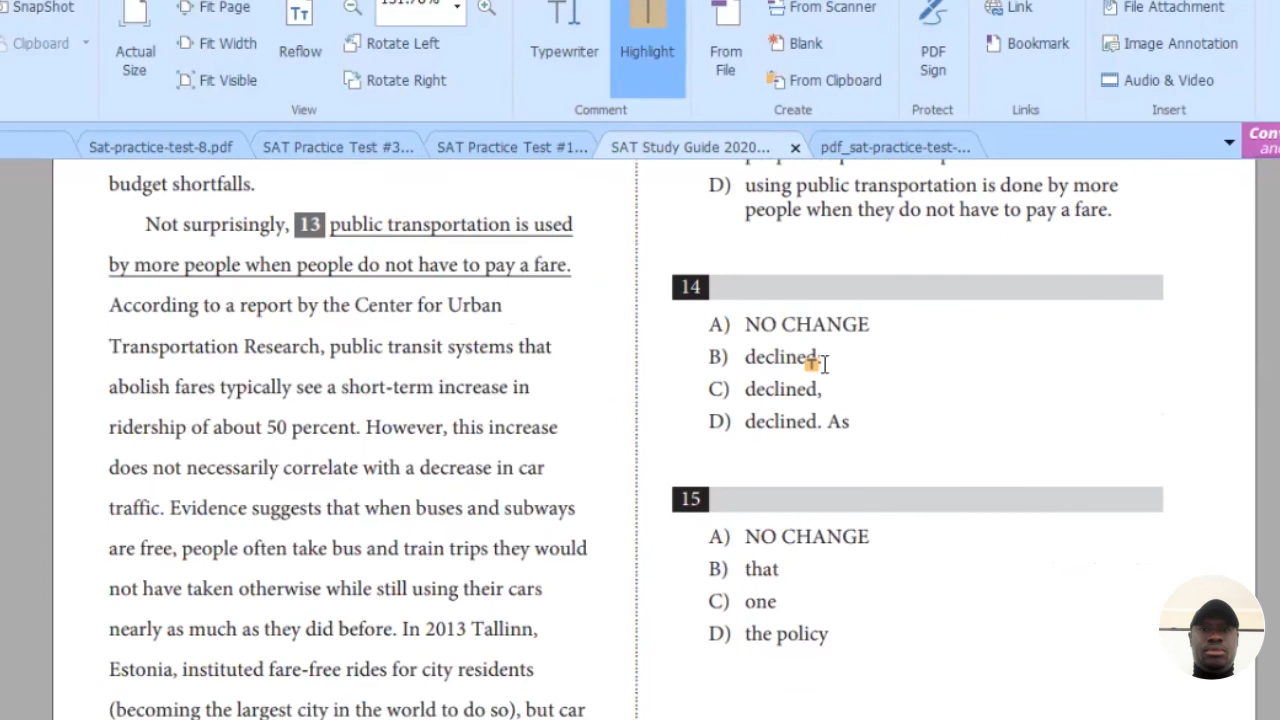 SnapShot
Clipboard
Actual
Size
Fit Page
Fit Width
Fit Visible
Reflow
Rotate Left
Rotate Right
View
Typewriter
Highlight
Comment
From
File
From Scanner
Blank
From Clipboard
Create
PDF
Sign
Protect
Link
Bookmark
Links
File Attachment
Image Annotation
Audio & Video
Insert
Sat-practice-test-8.pdf
SAT Practice Test #3...
SAT Practice Test #1...
SAT Study Guide 2020...
pdf_sat-practice-test-...
budget shortfalls.
Not surprisingly, 13 public transportation is used
by more people when people do not have to pay a fare.
According to a report by the Center for Urban
Transportation Research, public transit systems that
abolish fares typically see a short-term increase in
ridership of about 50 percent. However, this increase
does not necessarily correlate with a decrease in car
traffic. Evidence suggests that when buses and subways
are free, people often take bus and train trips they would
not have taken otherwise while still using their cars
nearly as much as they did before. In 2013 Tallinn,
Estonia, instituted fare-free rides for city residents
(becoming the largest city in the world to do so), but car
D) using public transportation is done by more
people when they do not have to pay a fare.
14
A) NO CHANGE
B) declined.
C) declined,
D) declined. As
15
A) NO CHANGE
B) that
C) one
D) the policy